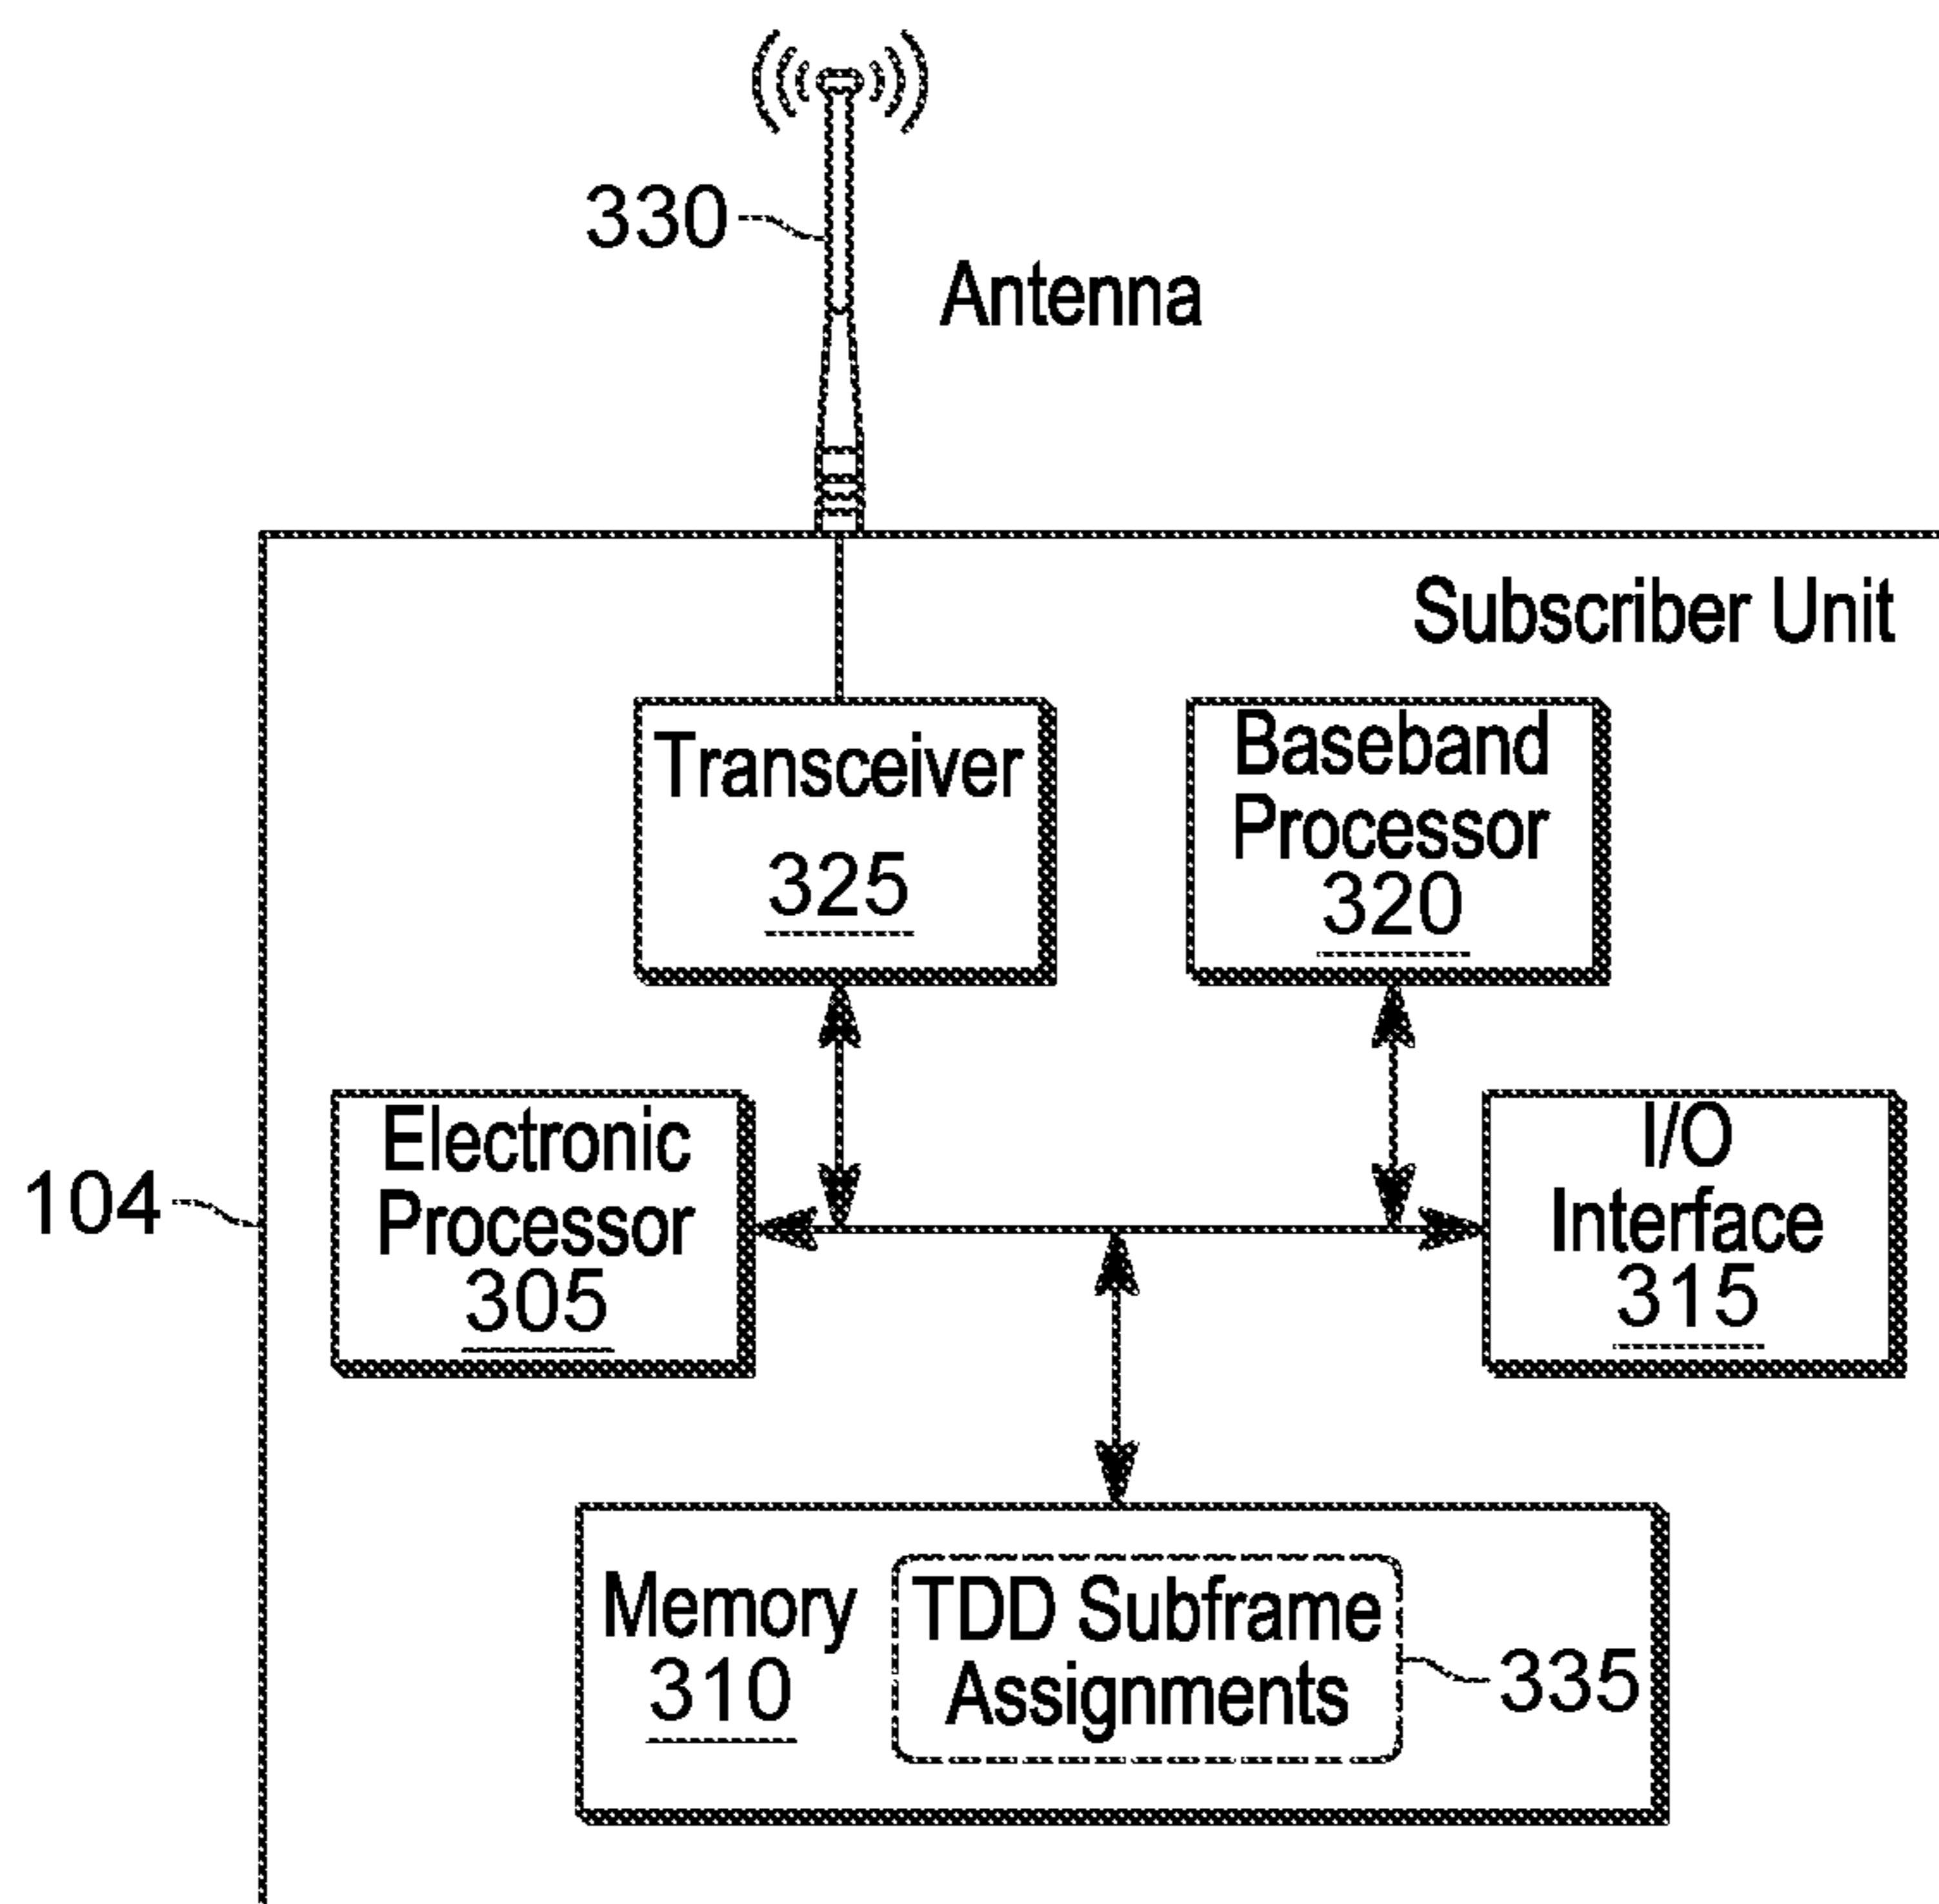 330
Antenna
Subscriber Unit
Transceiver
325
Baseband
Processor
320
Electronic
Processor
305
104
I/O
Interface
315
Memory
310
TDD Subframe
Assignments
335